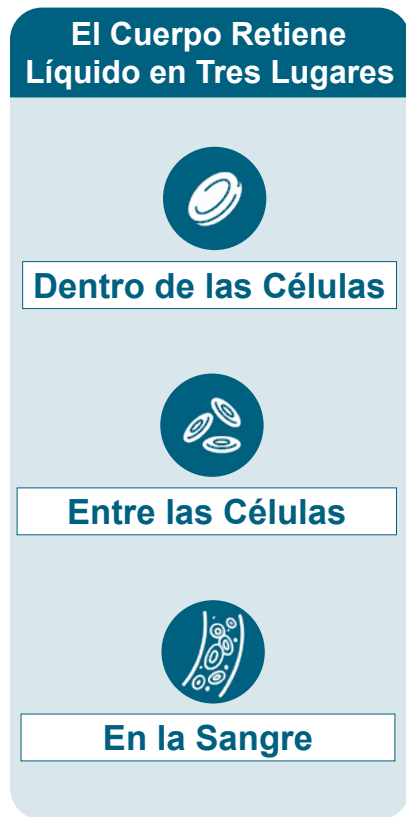 El Cuerpo Retiene
Líquido en Tres Lugares
Dentro de las Células
Entre las Células
En la Sangre